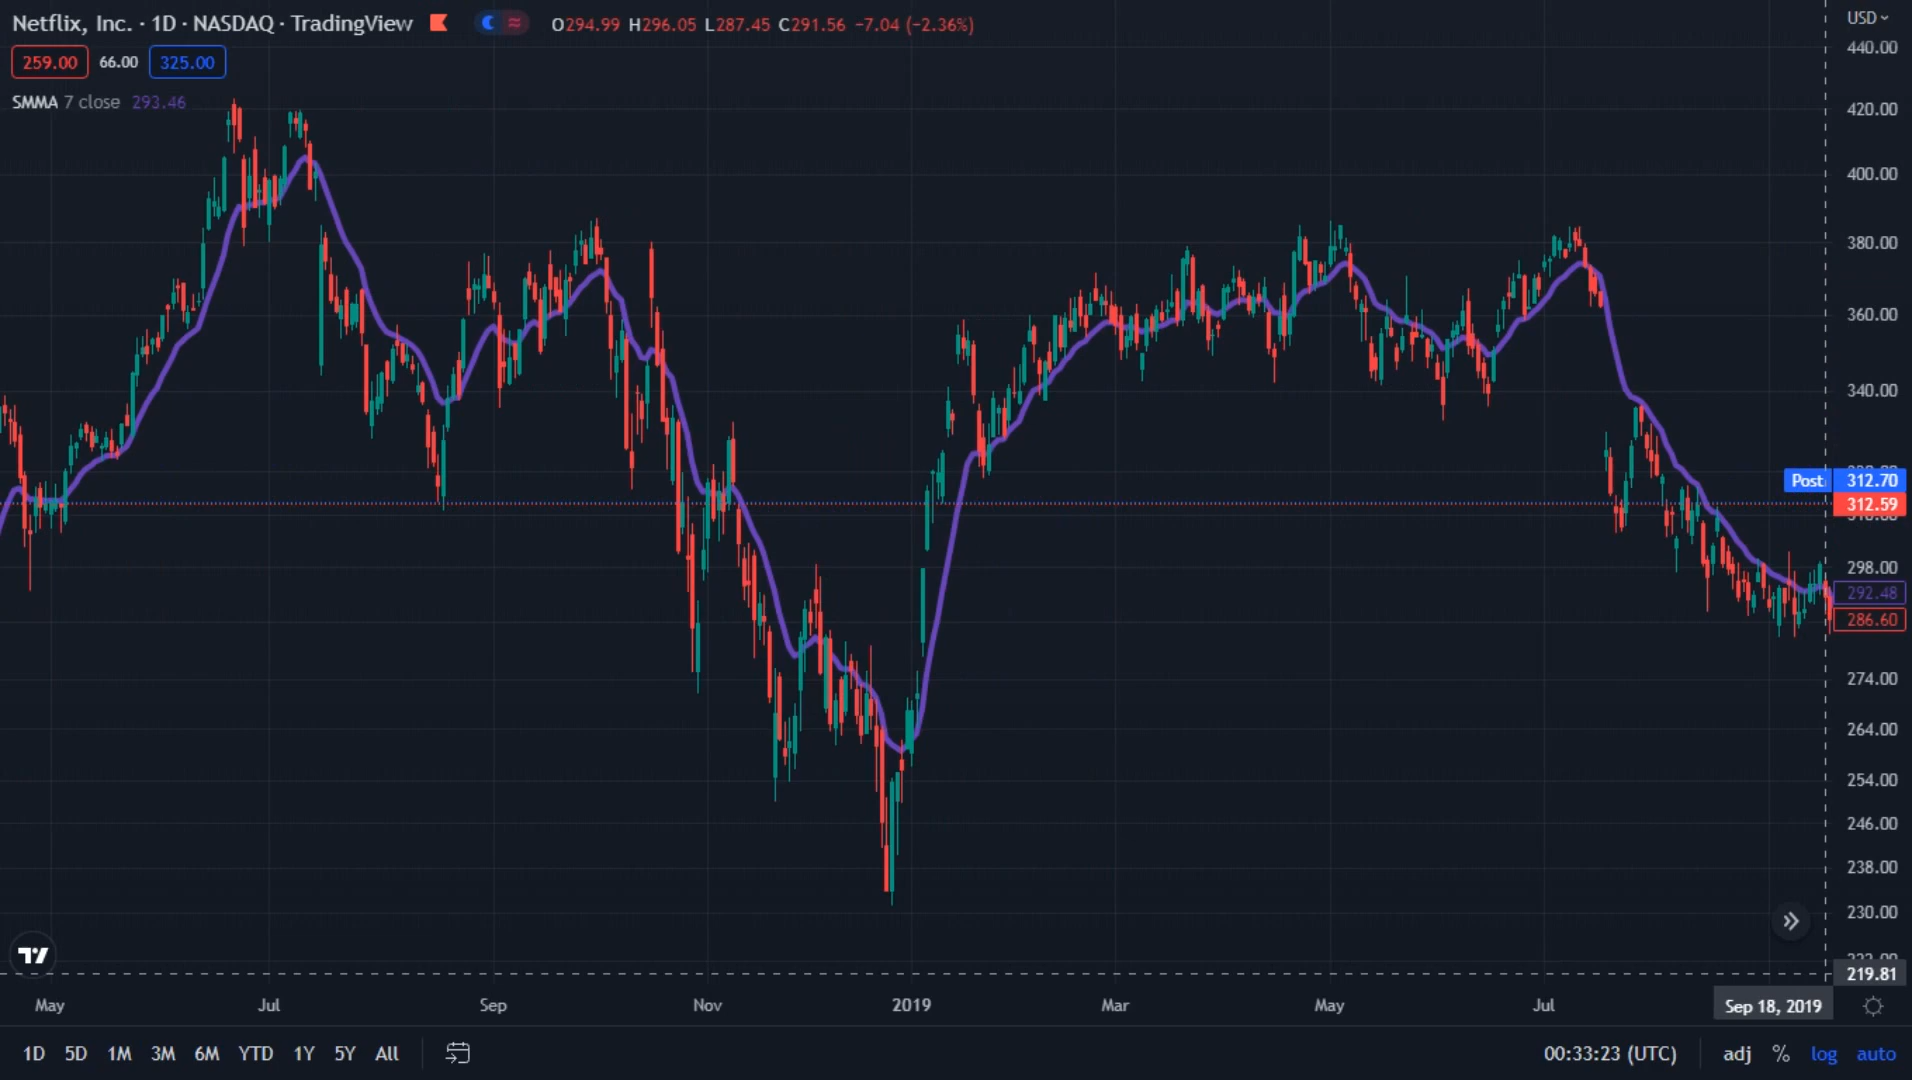 Netflix, Inc. · 1D · NASDAQ · TradingView O294.99 H296.05 L287.45 C291.56 −7.04 (−2.36%)
259.00 66.00 325.00
SMMA 7 close 293.46
USD
440.00
420.00
400.00
380.00
360.00
340.00
Post 312.70
312.59
298.00
292.48
286.60
274.00
264.00
254.00
246.00
238.00
230.00
219.81
May Jul Sep Nov 2019 Mar May Jul Sep 18, 2019
1D 5D 1M 3M 6M YTD 1Y 5Y All 00:33:23 (UTC) adj % log auto